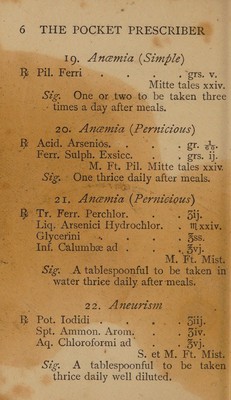 6 THE POCKET PRESCRIBER
19. Anæmia (Simple)
℞ Pil. Ferri . . . . grs. v.
Mitte tales xxiv.
Sig. One or two to be taken three
times a day after meals.
20. Anæmia (Pernicious)
℞ Acid. Arseniós. . . . gr. 1/60.
Ferr. Sulph. Exsicc. . . grs. ij.
M. Ft. Pil. Mitte tales xxiv.
Sig. One thrice daily after meals.
21. Anæmia (Pernicious)
℞ Tr. Ferr. Perchlor. . ʒij.
Liq. Arsenici Hydrochlor. . ♏xxiv.
Glycerini . . . . ℥ss.
Inf. Calumbæ ad . . . ℥vj.
M. Ft. Mist.
Sig. A tablespoonful to be taken in
water thrice daily after meals.
22. Aneurism
℞ Pot. Iodidi . . . . ʒiij.
Spt. Ammon. Arom. . . ʒiv.
Aq. Chloroformi ad . ℥vj.
S. et M. Ft. Mist.
Sig. A tablespoonful to be taken
thrice daily well diluted.